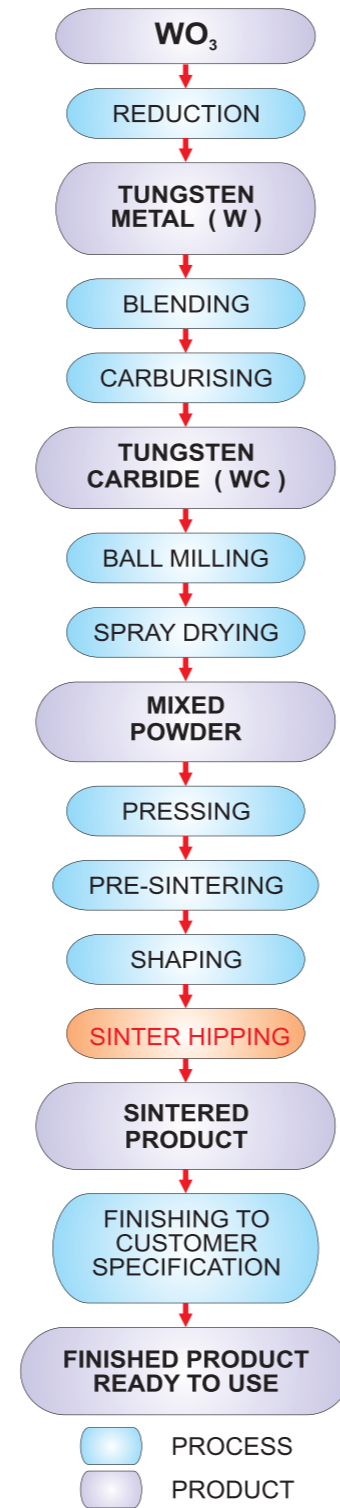 WO₃
REDUCTION
TUNGSTEN
METAL ( W )
BLENDING
CARBURISING
TUNGSTEN
CARBIDE ( WC )
BALL MILLING
SPRAY DRYING
MIXED
POWDER
PRESSING
PRE-SINTERING
SHAPING
SINTER HIPPING
SINTERED
PRODUCT
FINISHING TO
CUSTOMER
SPECIFICATION
FINISHED PRODUCT
READY TO USE
PROCESS
PRODUCT